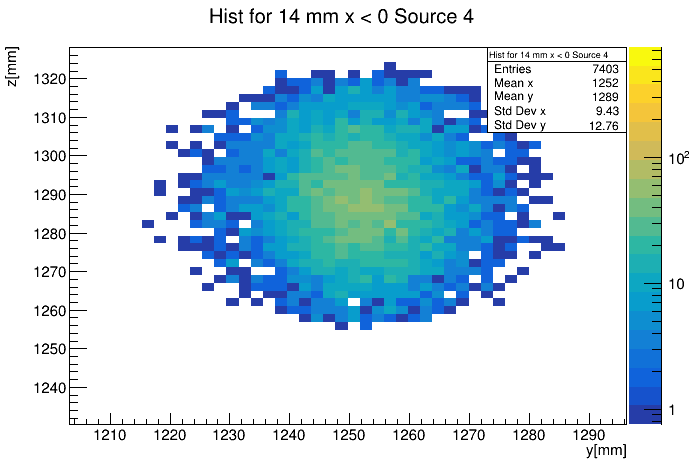 Hist for 14 mm x < 0 Source 4
z[mm]
Hist for 14 mm x < 0 Source 4
Entries 7403
Mean x 1252
Mean y 1289
Std Dev x 9.43
Std Dev y 12.76
1320
1310
1300
1290
1280
1270
1260
1250
1240
10²
10
1
1210 1220 1230 1240 1250 1260 1270 1280 1290
y[mm]